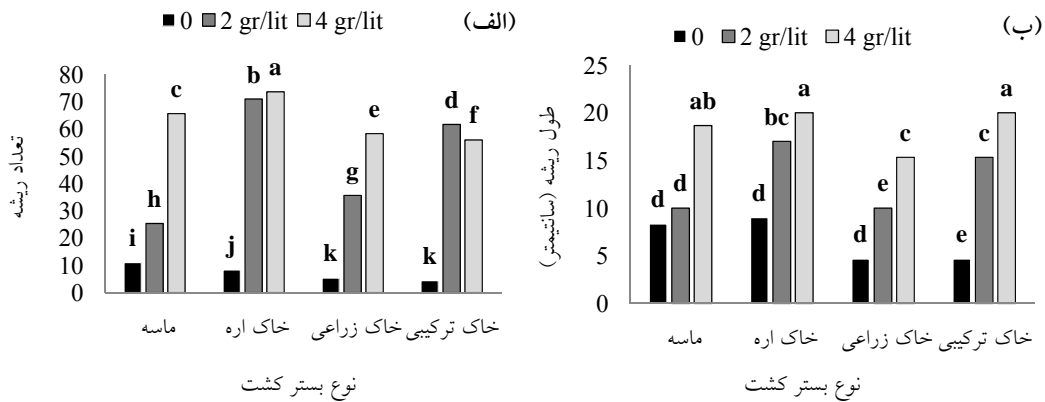 (الف)
0 2 gr/lit 4 gr/lit
تعداد ریشه
80
70
60
50
40
30
20
10
0
i h c
j b a
k g e
k d f
ماسه خاک اره خاک زراعی خاک ترکیبی
نوع بستر کشت
(ب)
0 2 gr/lit 4 gr/lit
طول ریشه (سانتیمتر)
25
20
15
10
5
0
d d ab
d bc a
d e c
e c a
ماسه خاک اره خاک زراعی خاک ترکیبی
نوع بستر کشت